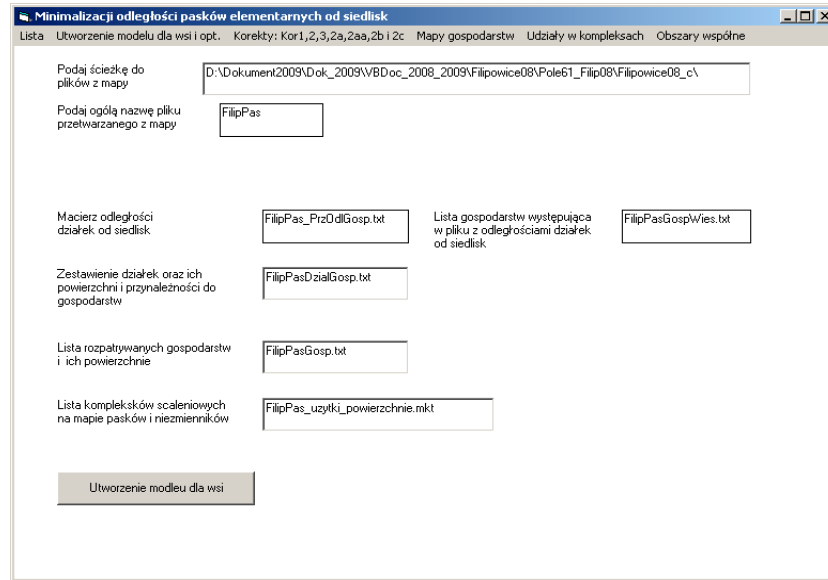 Minimalizacji odległości pasków elementarnych od siedlisk
Lista Utworzenie modelu dla wsi i opt. Korekty: Kor1,2,3,2a,2aa,2b i 2c Mapy gospodarstw Udziały w kompleksach Obszary wspólne
Podaj ścieżkę do
plików z mapy
D:\Dokument2009\Dok_2009\VBDoc_2008_2009\Filipowice08\Pole61_Filip08\Filipowice08_c\
Podaj ogólą nazwę pliku
przetwarzanego z mapy
FilipPas
Macierz odległości
działek od siedlisk
FilipPas_PrzOdlGosp.txt
Lista gospodarstw występująca
w pliku z odległościami działek
od siedlisk
FilipPasGospWies.txt
Zestawienie działek oraz ich
powierzchni i przynależności do
gospodarstw
FilipPasDzialGosp.txt
Lista rozpatrywanych gospodarstw
i ich powierzchnie
FilipPasGosp.txt
Lista kompleksków scaleniowych
na mapie pasków i niezmienników
FilipPas_uzytki_powierzchnie.mkt
Utworzenie modleu dla wsi